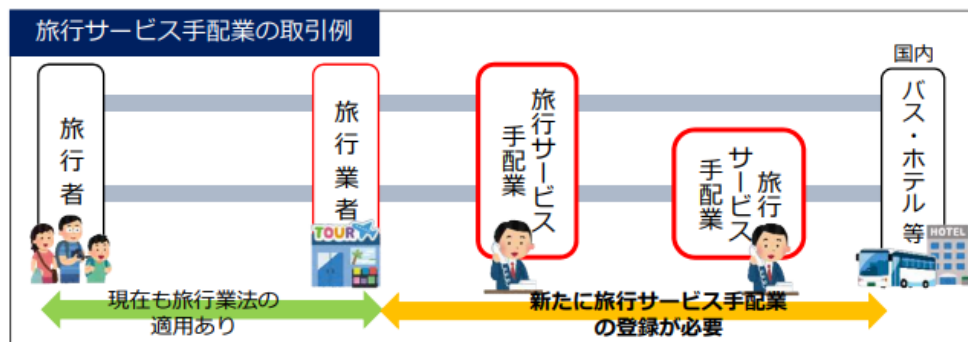 旅行サービス手配業の取引例
旅行者
旅行業者
旅行サービス
手配業
旅行
サービス
手配業
国内
バス・ホテル等
TOUR
HOTEL
現在も旅行業法の
適用あり
新たに旅行サービス手配業
の登録が必要